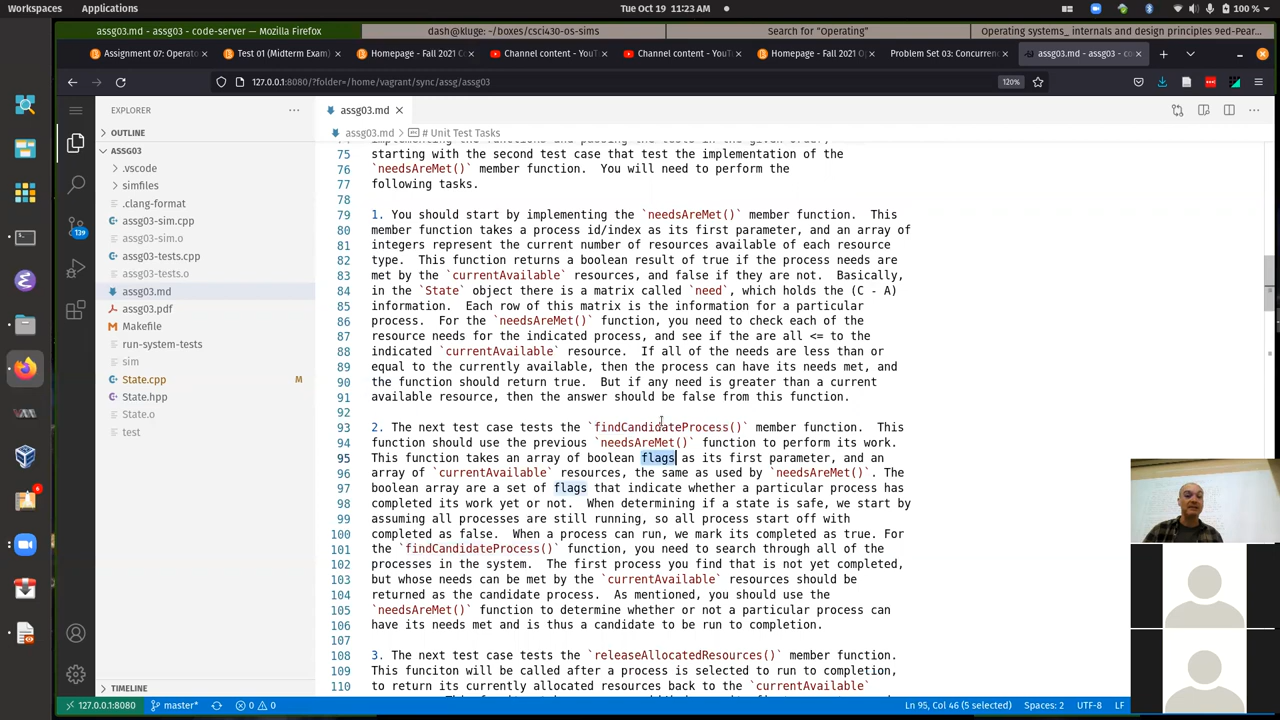 Workspaces Applications Tue Oct 19 11:23 AM 100 %
assg03.md - assg03 - code-server — Mozilla Firefox dash@kluge: ~/boxes/csci430-os-sims Search for "Operating" Operating systems_ internals and design principles 9ed-Pear...
Assignment 07: Operato Test 01 (Midterm Exam) Homepage - Fall 2021 Channel content - YouTu Channel content - YouTu Homepage - Fall 2021 Op Problem Set 03: Concurrenc assg03.md - assg03 - co
127.0.0.1:8080/?folder=/home/vagrant/sync/assg/assg03 120%
EXPLORER
OUTLINE
ASSG03
.vscode
simfiles
.clang-format
assg03-sim.cpp
assg03-sim.o
assg03-tests.cpp
assg03-tests.o
assg03.md
assg03.pdf
Makefile
run-system-tests
sim
State.cpp M
State.hpp
State.o
test
TIMELINE
139
6
assg03.md
assg03.md > # Unit Test Tasks
75 starting with the second test case that test the implementation of the
76 `needsAreMet()` member function. You will need to perform the
77 following tasks.
78
79 1. You should start by implementing the `needsAreMet()` member function. This
80 member function takes a process id/index as its first parameter, and an array of
81 integers represent the current number of resources available of each resource
82 type. This function returns a boolean result of true if the process needs are
83 met by the `currentAvailable` resources, and false if they are not. Basically,
84 in the `State` object there is a matrix called `need`, which holds the (C - A)
85 information. Each row of this matrix is the information for a particular
86 process. For the `needsAreMet()` function, you need to check each of the
87 resource needs for the indicated process, and see if the are all <= to the
88 indicated `currentAvailable` resource. If all of the needs are less than or
89 equal to the currently available, then the process can have its needs met, and
90 the function should return true. But if any need is greater than a current
91 available resource, then the answer should be false from this function.
92
93 2. The next test case tests the `findCandidateProcess()` member function. This
94 function should use the previous `needsAreMet()` function to perform its work.
95 This function takes an array of boolean flags as its first parameter, and an
96 array of `currentAvailable` resources, the same as used by `needsAreMet()`. The
97 boolean array are a set of flags that indicate whether a particular process has
98 completed its work yet or not. When determining if a state is safe, we start by
99 assuming all processes are still running, so all process start off with
100 completed as false. When a process can run, we mark its completed as true. For
101 the `findCandidateProcess()` function, you need to search through all of the
102 processes in the system. The first process you find that is not yet completed,
103 but whose needs can be met by the `currentAvailable` resources should be
104 returned as the candidate process. As mentioned, you should use the
105 `needsAreMet()` function to determine whether or not a particular process can
106 have its needs met and is thus a candidate to be run to completion.
107
108 3. The next test case tests the `releaseAllocatedResources()` member function.
109 This funciton will be called after a process is selected to run to completion,
110 to return its currently allocated resources back to the `currentAvailable`
127.0.0.1:8080 master* 0 0 Ln 95, Col 46 (5 selected) Spaces: 2 UTF-8 LF